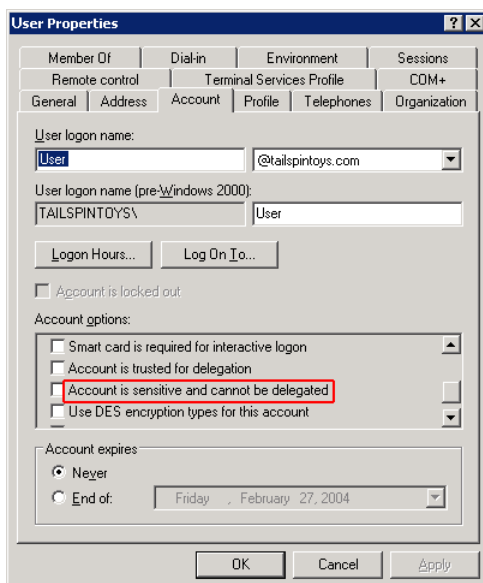 User Properties
Member Of Dial-in Environment Sessions
Remote control Terminal Services Profile COM+
General Address Account Profile Telephones Organization
User logon name:
User @tailspintoys.com
User logon name (pre-Windows 2000):
TAILSPINTOYS\ User
Logon Hours... Log On To...
Account is locked out
Account options:
Smart card is required for interactive logon
Account is trusted for delegation
Account is sensitive and cannot be delegated
Use DES encryption types for this account
Account expires
Never
End of: Friday , February 27, 2004
OK Cancel Apply